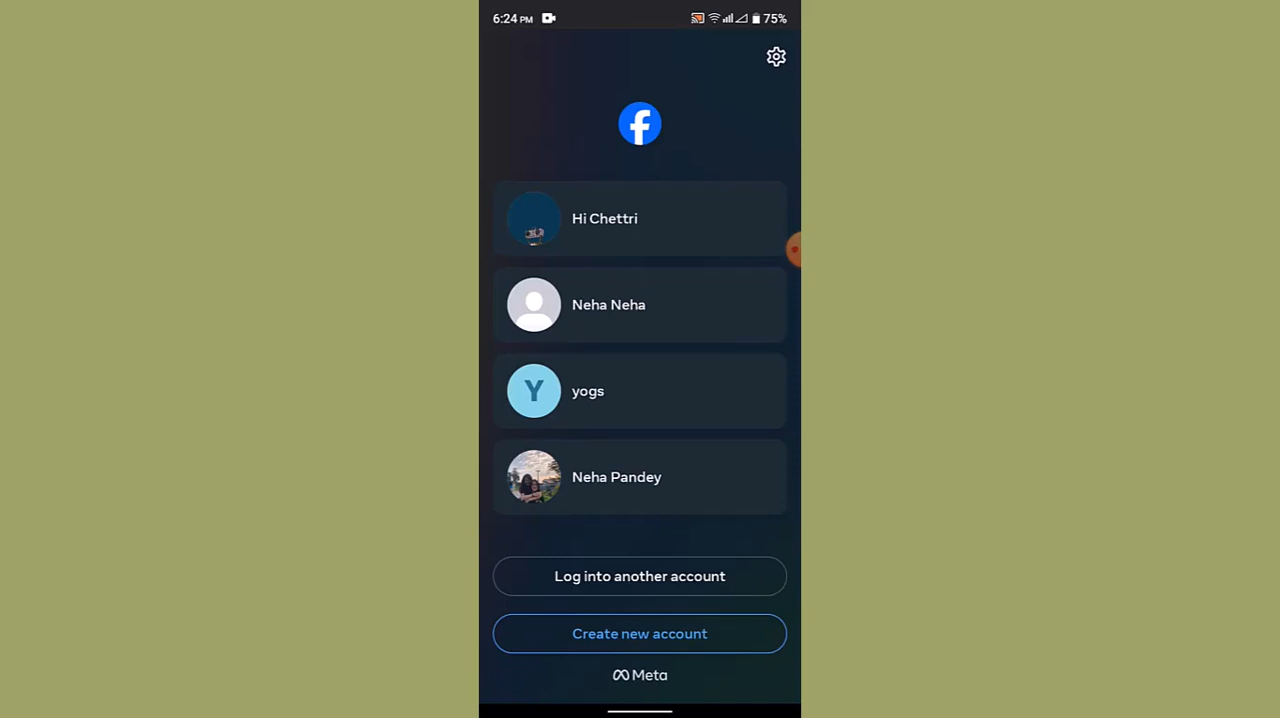 6:24 PM 75%
f
Hi Chettri
Neha Neha
Y yogs
Neha Pandey
Log into another account
Create new account
Meta